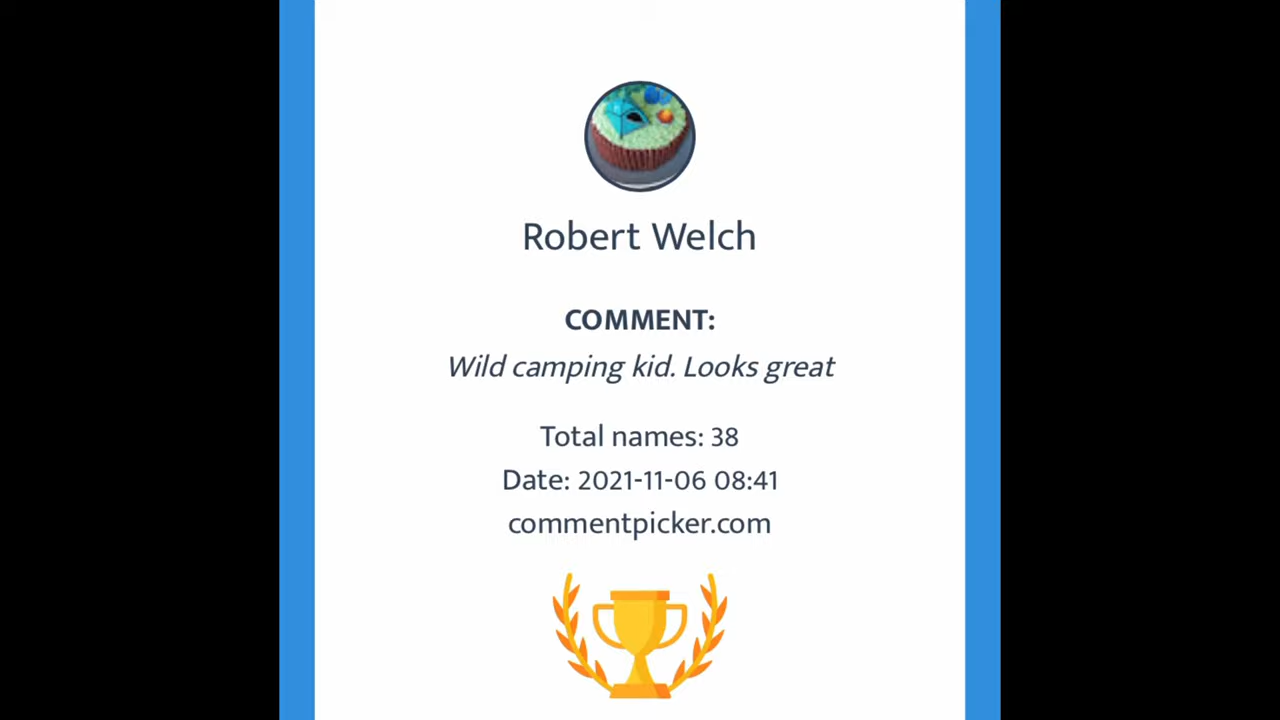 Robert Welch
COMMENT:
Wild camping kid. Looks great
Total names: 38
Date: 2021-11-06 08:41
commentpicker.com